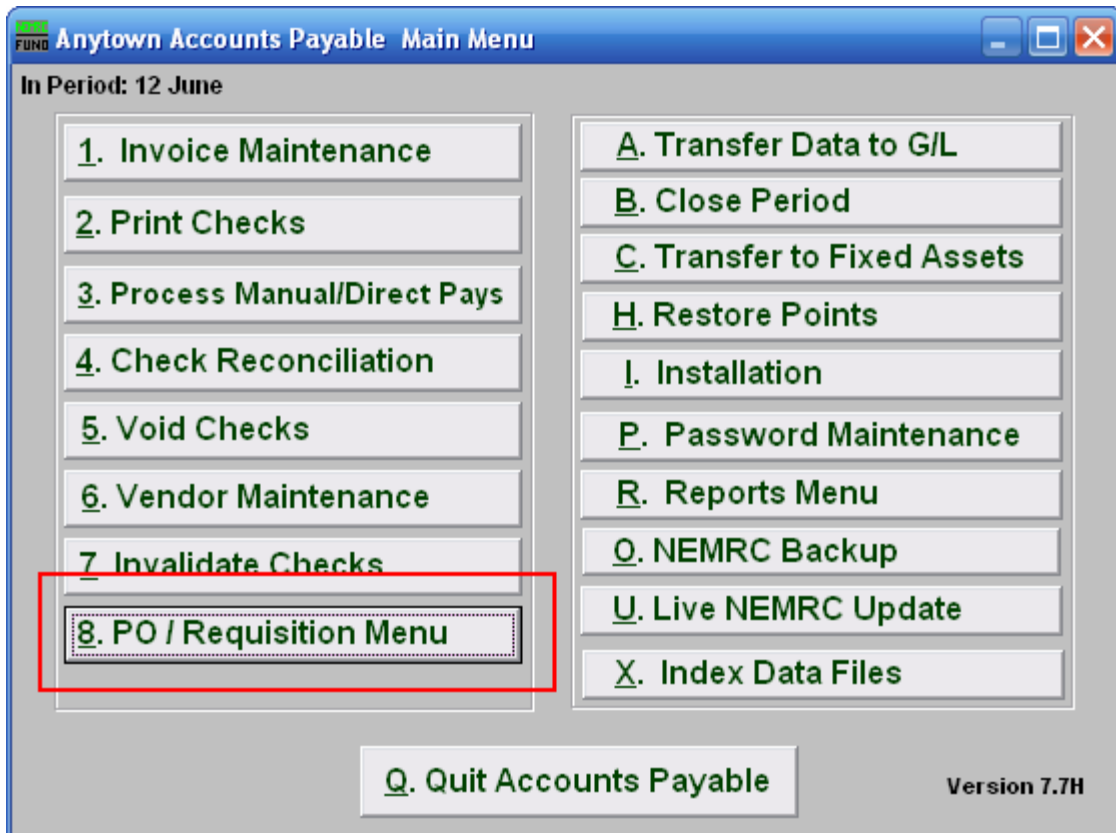 NEMRC
FUND
Anytown Accounts Payable Main Menu
In Period: 12 June
1. Invoice Maintenance
2. Print Checks
3. Process Manual/Direct Pays
4. Check Reconciliation
5. Void Checks
6. Vendor Maintenance
7. Invalidate Checks
8. PO / Requisition Menu
A. Transfer Data to G/L
B. Close Period
C. Transfer to Fixed Assets
H. Restore Points
I. Installation
P. Password Maintenance
R. Reports Menu
O. NEMRC Backup
U. Live NEMRC Update
X. Index Data Files
Q. Quit Accounts Payable
Version 7.7H